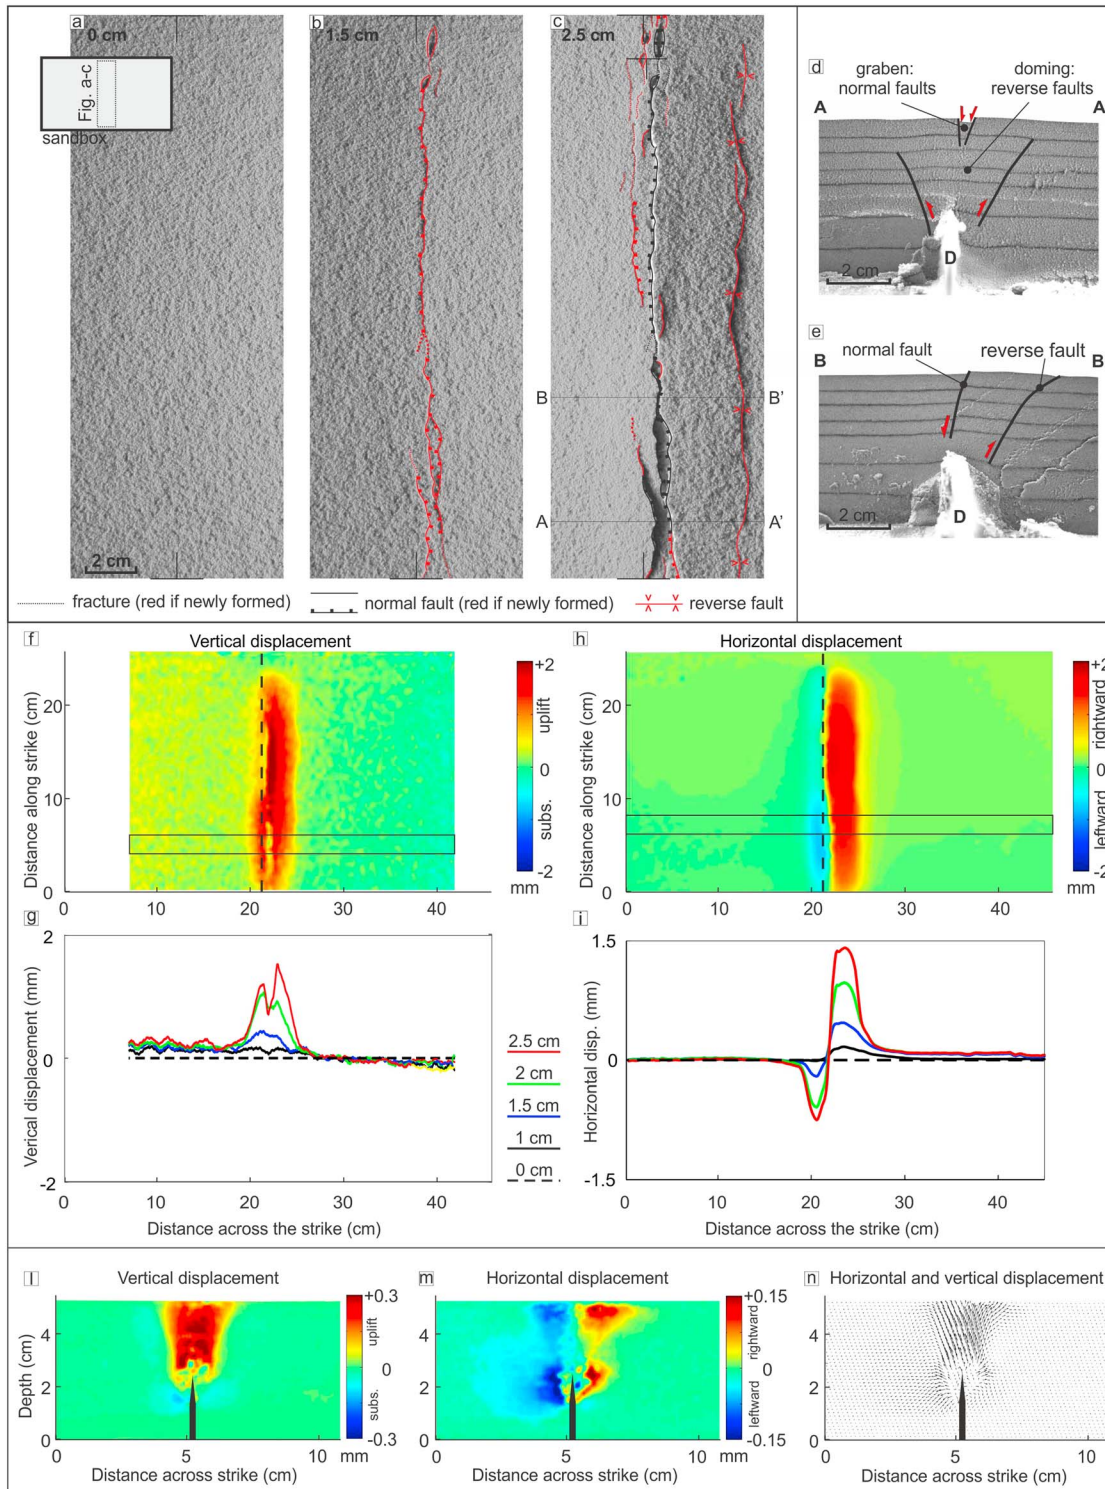 a
0 cm
b
1.5 cm
c
2.5 cm
Fig. a-c
sandbox
2 cm
B
B'
A
A'
fracture (red if newly formed)
normal fault (red if newly formed)
reverse fault
d
graben:
normal faults
doming:
reverse faults
A
A
D
2 cm
e
B
B
normal fault
reverse fault
D
2 cm
f
Vertical displacement
Distance along strike (cm)
20
10
0
0
10
20
30
40
+2
uplift
0
subs.
-2
mm
h
Horizontal displacement
Distance along strike (cm)
20
10
0
0
10
20
30
40
+2
rightward
0
leftward
-2
mm
g
Verical displacement (mm)
2
0
-2
0
10
20
30
40
Distance across the strike (cm)
2.5 cm
2 cm
1.5 cm
1 cm
0 cm
i
Horizontal disp. (mm)
1.5
0
-1.5
0
10
20
30
40
Distance across the strike (cm)
l
Vertical displacement
Depth (cm)
4
2
0
0
5
10
Distance across strike (cm)
+0.3
uplift
0
subs.
-0.3
mm
m
Horizontal displacement
4
2
0
0
5
10
Distance across strike (cm)
+0.15
rightward
0
leftward
-0.15
mm
n
Horizontal and vertical displacement
4
2
0
0
5
10
Distance across strike (cm)